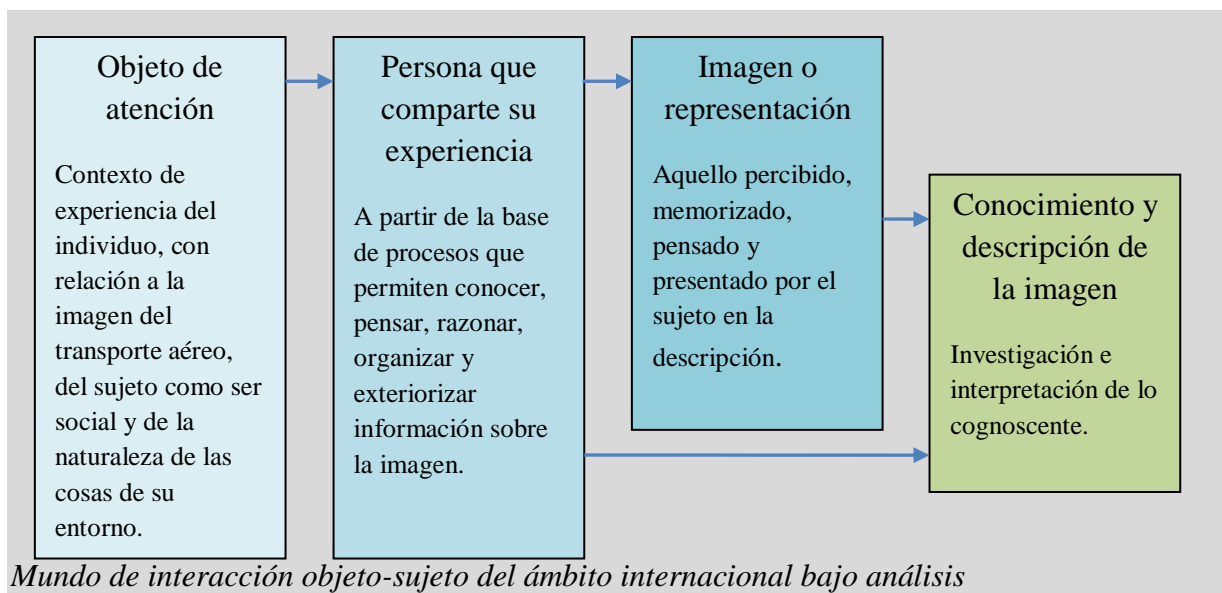 Objeto de
atención
Contexto de
experiencia del
individuo, con
relación a la
imagen del
transporte aéreo,
del sujeto como ser
social y de la
naturaleza de las
cosas de su
entorno.
Persona que
comparte su
experiencia
A partir de la base
de procesos que
permiten conocer,
pensar, razonar,
organizar y
exteriorizar
información sobre
la imagen.
Imagen o
representación
Aquello percibido,
memorizado,
pensado y
presentado por el
sujeto en la
descripción.
Conocimiento y
descripción de
la imagen
Investigación e
interpretación de lo
cognoscente.
Mundo de interacción objeto-sujeto del ámbito internacional bajo análisis